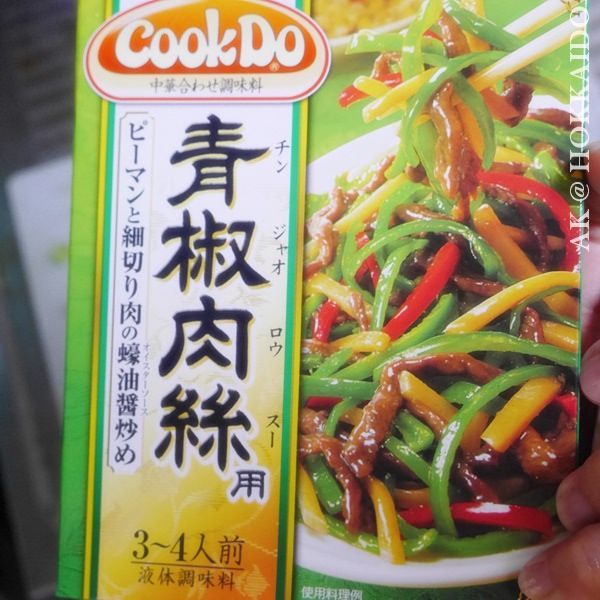 CookDo®
中華合わせ調味料
青椒肉絲用
チンジャオロウスー
ピーマンと細切り肉の蠔油醤炒め
オイスターソース
3~4人前
液体調味料
使用料理例
AK @ HOKKAIDO